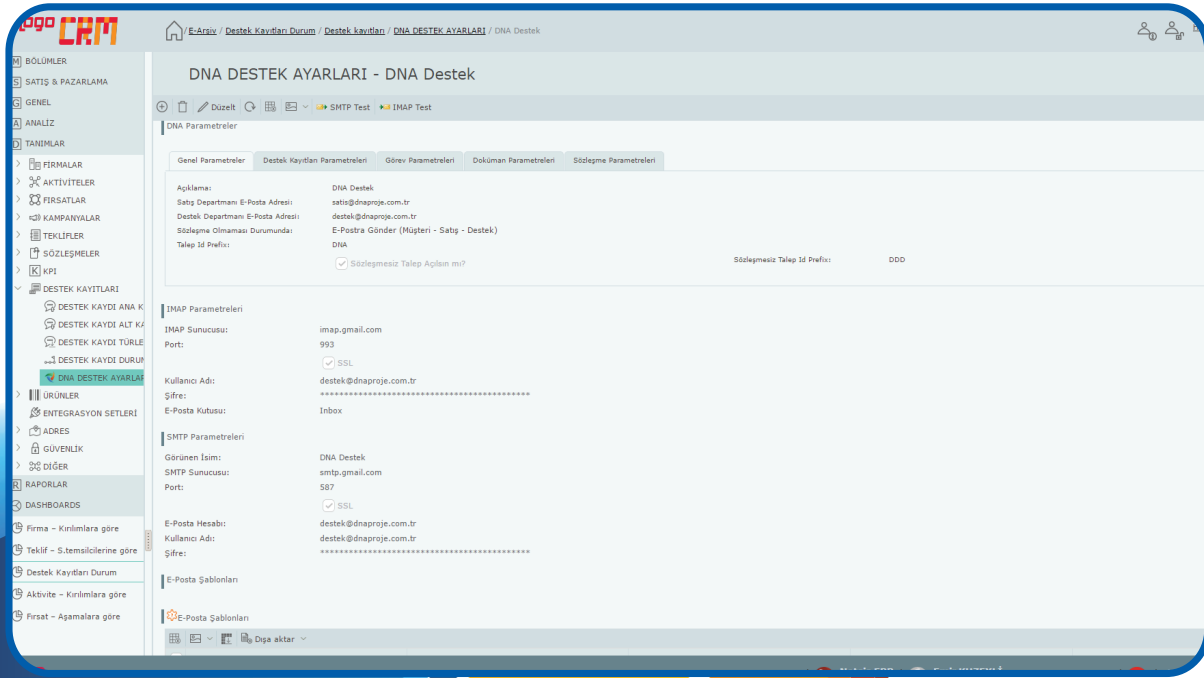 logo CRM
/ E-Arsiv / Destek Kayıtları Durum / Destek kayıtları / DNA DESTEK AYARLARI / DNA Destek
DNA DESTEK AYARLARI - DNA Destek
Düzelt SMTP Test IMAP Test
M BÖLÜMLER
S SATIŞ & PAZARLAMA
G GENEL
A ANALİZ
D TANIMLAR
FİRMALAR
AKTİVİTELER
FIRSATLAR
KAMPANYALAR
TEKLİFLER
SÖZLEŞMELER
K KPI
DESTEK KAYITLARI
DESTEK KAYDI ANA K
DESTEK KAYDI ALT KA
DESTEK KAYDI TÜRLE
DESTEK KAYDI DURUM
DNA DESTEK AYARLAR
ÜRÜNLER
ENTEGRASYON SETLERİ
ADRES
GÜVENLİK
DİĞER
R RAPORLAR
DASHBOARDS
Firma – Kırılımlara göre
Teklif – S.temsilcilerine göre
Destek Kayıtları Durum
Aktivite – Kırılımlara göre
Fırsat – Aşamalara göre
DNA Parametreler
Genel Parametreler Destek Kayıtları Parametreleri Görev Parametreleri Doküman Parametreleri Sözleşme Parametreleri
Açıklama: DNA Destek
Satış Departmanı E-Posta Adresi: satis@dnaproje.com.tr
Destek Departmanı E-Posta Adresi: destek@dnaproje.com.tr
Sözleşme Olmaması Durumunda: E-Postra Gönder (Müşteri - Satış - Destek)
Talep Id Prefix: DNA
Sözleşmesiz Talep Açılsın mı? Sözleşmesiz Talep Id Prefix: DDD
IMAP Parametreleri
IMAP Sunucusu: imap.gmail.com
Port: 993
SSL
Kullanıcı Adı: destek@dnaproje.com.tr
Şifre: ********************************************
E-Posta Kutusu: Inbox
SMTP Parametreleri
Görünen İsim: DNA Destek
SMTP Sunucusu: smtp.gmail.com
Port: 587
SSL
E-Posta Hesabı: destek@dnaproje.com.tr
Kullanıcı Adı: destek@dnaproje.com.tr
Şifre: ********************************************
E-Posta Şablonları
E-Posta Şablonları
Dışa aktar